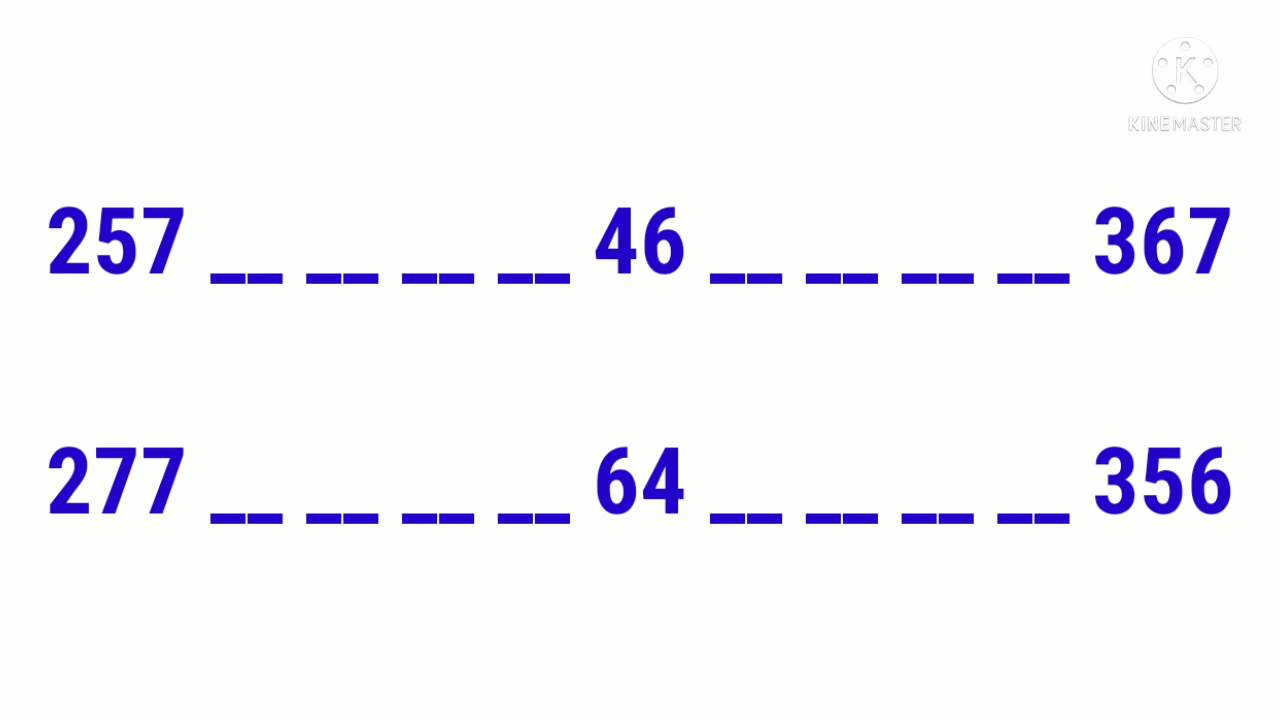 K
KINEMASTER
257 __ __ __ __ 46 __ __ __ __ 367
277 __ __ __ __ 64 __ __ __ __ 356